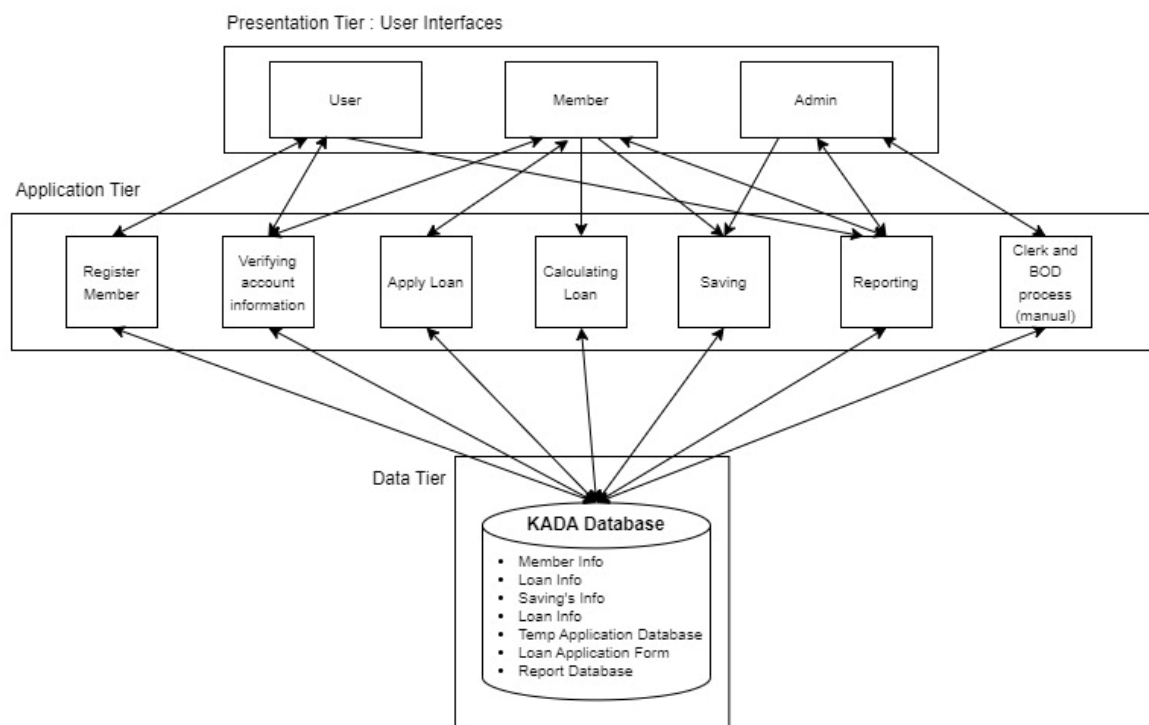 Presentation Tier : User Interfaces
User
Member
Admin
Application Tier
Register
Member
Verifying
account
information
Apply Loan
Calculating
Loan
Saving
Reporting
Clerk and
BOD
process
(manual)
Data Tier
KADA Database
• Member Info
• Loan Info
• Saving's Info
• Loan Info
• Temp Application Database
• Loan Application Form
• Report Database